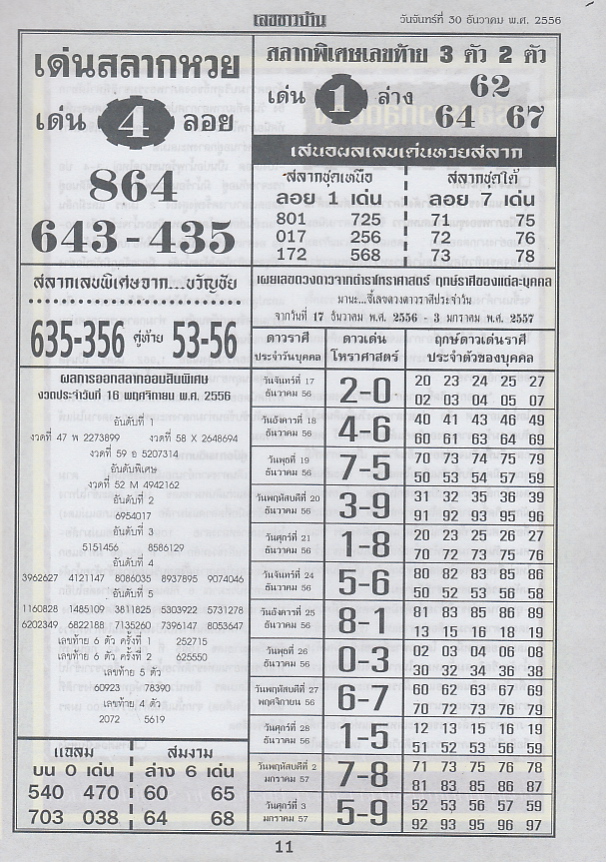 เลขชาวบ้าน
วันจันทร์ที่ 30 ธันวาคม พ.ศ. 2556
เด่นสลากหวย
เด่น 4 ลอย
864
643-435
สลากพิเศษเลขท้าย 3 ตัว 2 ตัว
เด่น 1 ล่าง 62
64 67
เสนอผลเลขเด่นหวยสลาก
สลากชุดเหนือ
ลอย 1 เด่น
801 725
017 256
172 568
สลากชุดใต้
ลอย 7 เด่น
71 75
72 76
73 78
สลากเลขพิเศษจาก...ขวัญชัย
635-356 คู่ท้าย 53-56
ผลการออกสลากออมสินพิเศษ
งวดประจำวันที่ 16 พฤศจิกายน พ.ศ. 2556
อันดับที่ 1
งวดที่ 47 พ 2273899 งวดที่ 58 X 2648694
งวดที่ 59 อ 5207314
อันดับพิเศษ
งวดที่ 52 M 4942162
อันดับที่ 2
6954017
อันดับที่ 3
5151456 8586129
อันดับที่ 4
3962627 4121147 8086035 8937895 9074046
อันดับที่ 5
1160828 1485109 3811825 5303922 5731278
6202349 6822188 7135260 7396147 8053647
เลขท้าย 6 ตัว ครั้งที่ 1 252715
เลขท้าย 6 ตัว ครั้งที่ 2 625550
เลขท้าย 5 ตัว
60923 78390
เลขท้าย 4 ตัว
2072 5619
แถลม
บน 0 เด่น
540 470
703 038
สมงาม
ล่าง 6 เด่น
60 65
64 68
เผยเลขดวงดาวจากตำราโหราศาสตร์ ฤกษ์ราศีของแต่ละบุคคล
มานะ...ชี้เลขดวงดาวราศีประจำวัน
จากวันที่ 17 ธันวาคม พ.ศ. 2556 - 3 มกราคม พ.ศ. 2557
ดาวราศี ดาวเด่น ฤกษ์ดาวเด่นราศี
ประจำวันบุคคล โหราศาสตร์ ประจำตัวของบุคคล
วันจันทร์ที่ 17
ธันวาคม 56
2-0
20 23 24 25 27
02 03 04 05 07
วันอังคารที่ 18
ธันวาคม 56
4-6
40 41 43 46 49
60 61 63 64 69
วันพุธที่ 19
ธันวาคม 56
7-5
70 73 74 75 79
50 53 54 57 59
วันพฤหัสบดีที่ 20
ธันวาคม 56
3-9
31 32 35 36 39
91 92 93 95 96
วันศุกร์ที่ 21
ธันวาคม 56
1-8
20 23 25 26 27
70 72 73 75 76
วันจันทร์ที่ 24
ธันวาคม 56
5-6
80 82 83 85 86
50 52 53 56 58
วันอังคารที่ 25
ธันวาคม 56
8-1
81 83 85 86 89
13 15 16 18 19
วันพุธที่ 26
ธันวาคม 56
0-3
02 03 04 06 08
30 32 34 36 38
วันพฤหัสบดีที่ 27
พฤศจิกายน 56
6-7
60 62 63 67 69
70 72 73 76 79
วันศุกร์ที่ 28
ธันวาคม 56
1-5
12 13 15 16 19
51 52 53 56 59
วันพฤหัสบดีที่ 2
มกราคม 57
7-8
71 73 75 76 78
81 83 85 86 87
วันศุกร์ที่ 3
มกราคม 57
5-9
52 53 56 57 59
92 93 95 96 97
11